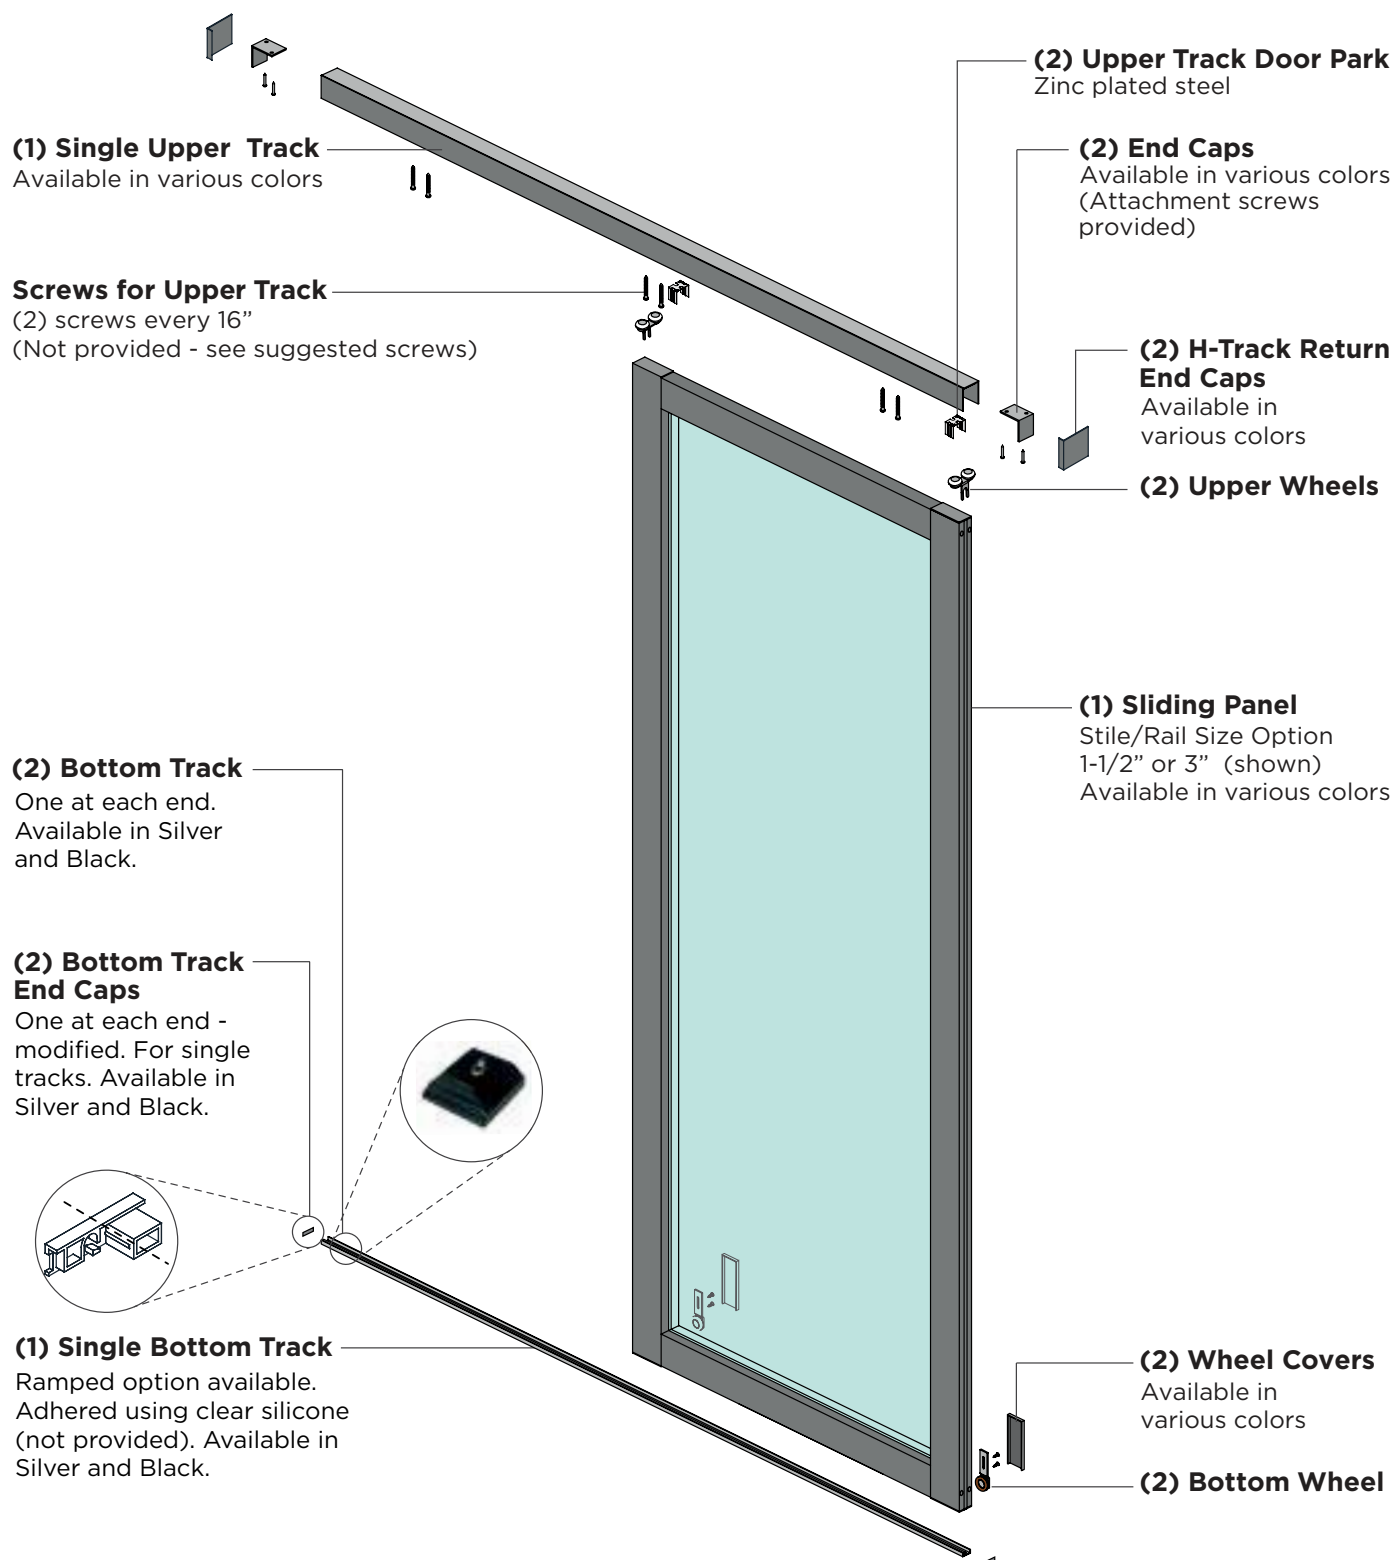 (2) Upper Track Door Park
Zinc plated steel
(1) Single Upper Track
Available in various colors
(2) End Caps
Available in various colors
(Attachment screws
provided)
Screws for Upper Track
(2) screws every 16”
(Not provided - see suggested screws)
(2) H-Track Return
End Caps
Available in
various colors
(2) Upper Wheels
(1) Sliding Panel
Stile/Rail Size Option
1-1/2” or 3” (shown)
Available in various colors
(2) Bottom Track
One at each end.
Available in Silver
and Black.
(2) Bottom Track
End Caps
One at each end -
modified. For single
tracks. Available in
Silver and Black.
(1) Single Bottom Track
Ramped option available.
Adhered using clear silicone
(not provided). Available in
Silver and Black.
(2) Wheel Covers
Available in
various colors
(2) Bottom Wheel